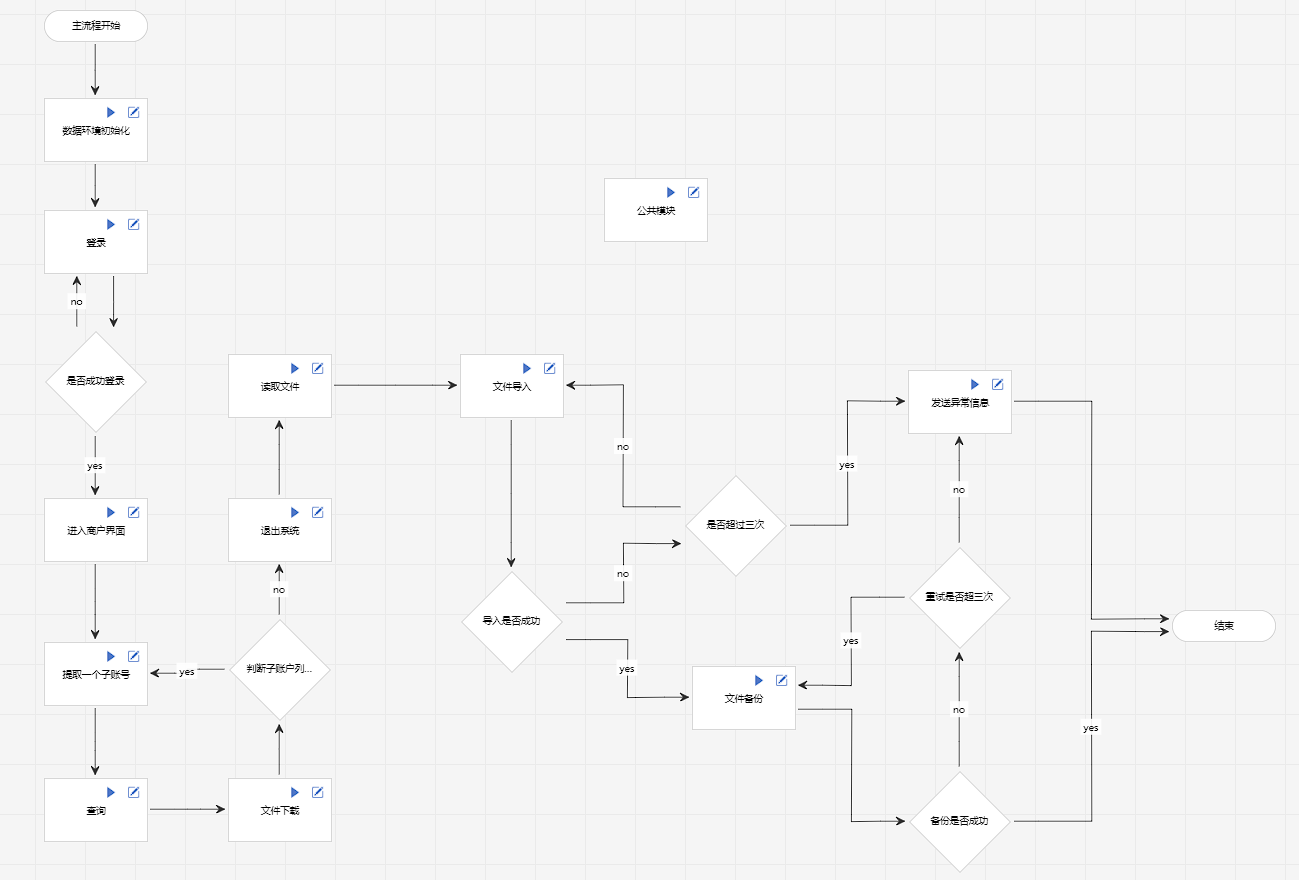 主流程开始
数据环境初始化
公共模块
登录
no
是否成功登录
读取文件
文件导入
发送异常信息
no
yes
yes
no
进入商户界面
退出系统
是否超过三次
no
no
重试是否超三次
导入是否成功
结束
yes
提取一个子账号
yes
判断子账户列...
yes
文件备份
no
yes
查询
文件下载
备份是否成功